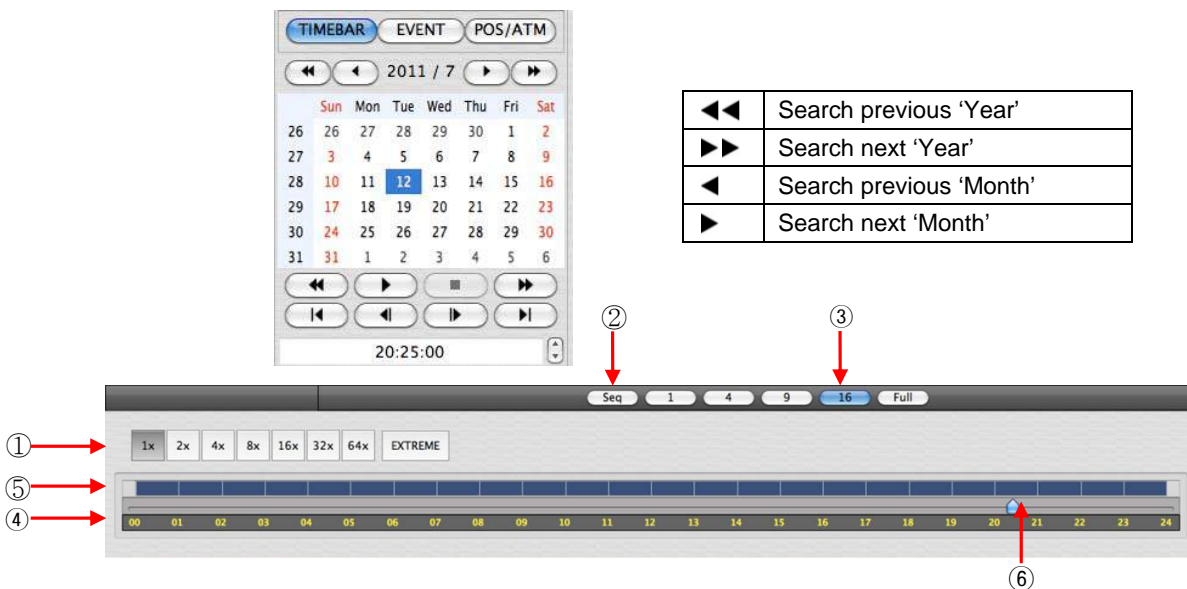 TIMEBAR EVENT POS/ATM
2011 / 7
Sun Mon Tue Wed Thu Fri Sat
26 26 27 28 29 30 1 2
27 3 4 5 6 7 8 9
28 10 11 12 13 14 15 16
29 17 18 19 20 21 22 23
30 24 25 26 27 28 29 30
31 31 1 2 3 4 5 6
20:25:00
◀◀ Search previous ‘Year’
▶▶ Search next ‘Year’
◀ Search previous ‘Month’
▶ Search next ‘Month’
② ③
Seq 1 4 9 16 Full
① 1x 2x 4x 8x 16x 32x 64x EXTREME
⑤
④ 00 01 02 03 04 05 06 07 08 09 10 11 12 13 14 15 16 17 18 19 20 21 22 23 24
⑥